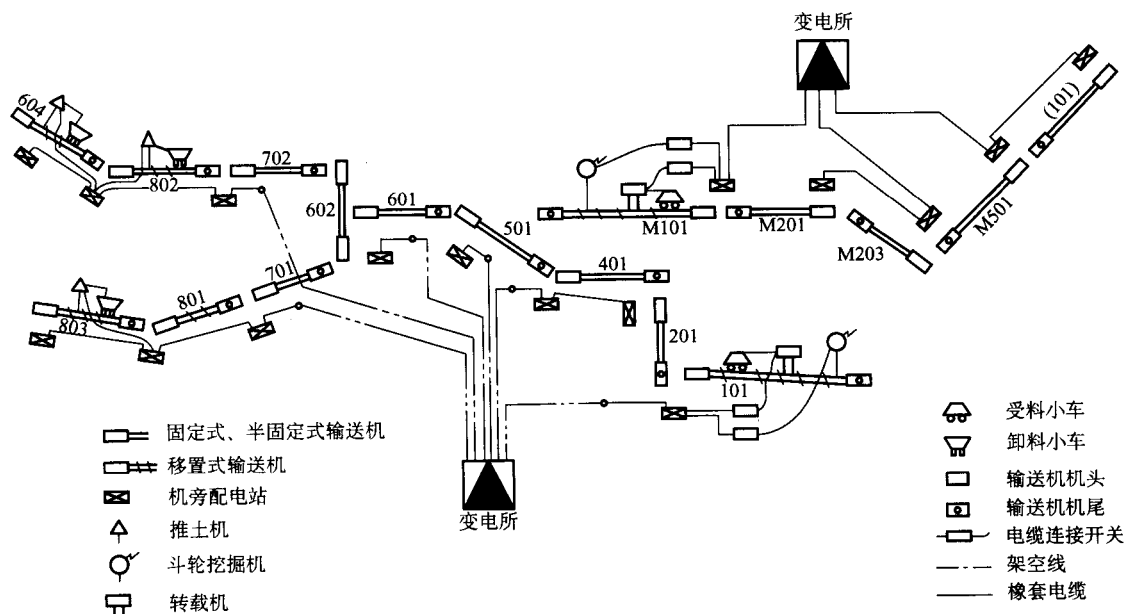 变电所
604
802
702
602
601
501
401
201
101
701
801
803
M101
M201
M203
M501
(101)
变电所
固定式、半固定式输送机
移置式输送机
机旁配电站
推土机
斗轮挖掘机
转载机
受料小车
卸料小车
输送机机头
输送机机尾
电缆连接开关
架空线
橡套电缆